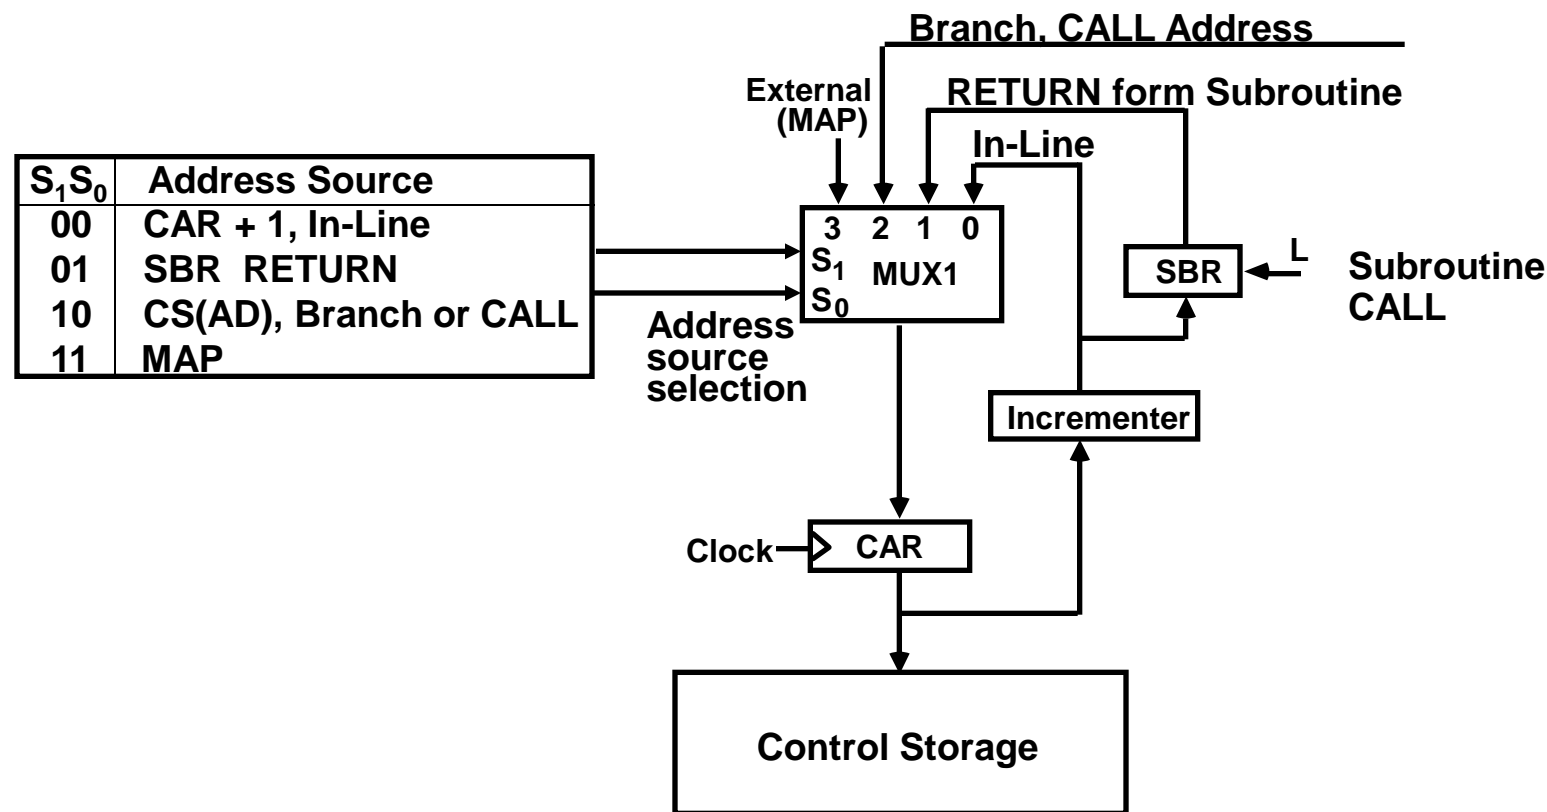 Branch, CALL Address
External
(MAP)
RETURN form Subroutine
In-Line
S1S0 Address Source
00 CAR + 1, In-Line
01 SBR RETURN
10 CS(AD), Branch or CALL
11 MAP
3 2 1 0
S1
MUX1
S0
Address
source
selection
SBR
L
Subroutine
CALL
Incrementer
Clock
CAR
Control Storage